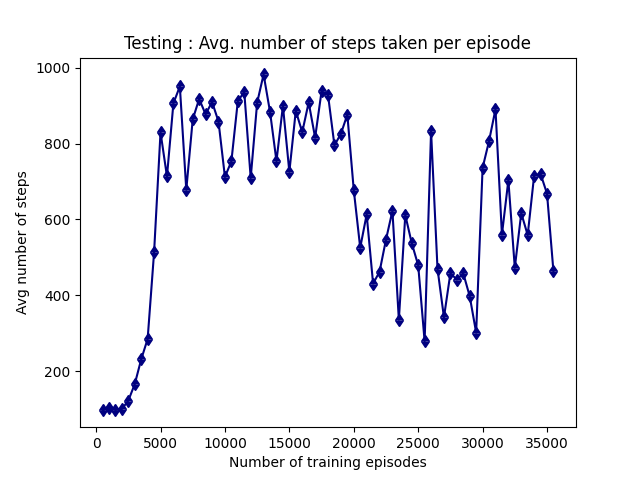 Testing : Avg. number of steps taken per episode
1000
800
600
400
200
Avg number of steps
0 5000 10000 15000 20000 25000 30000 35000
Number of training episodes